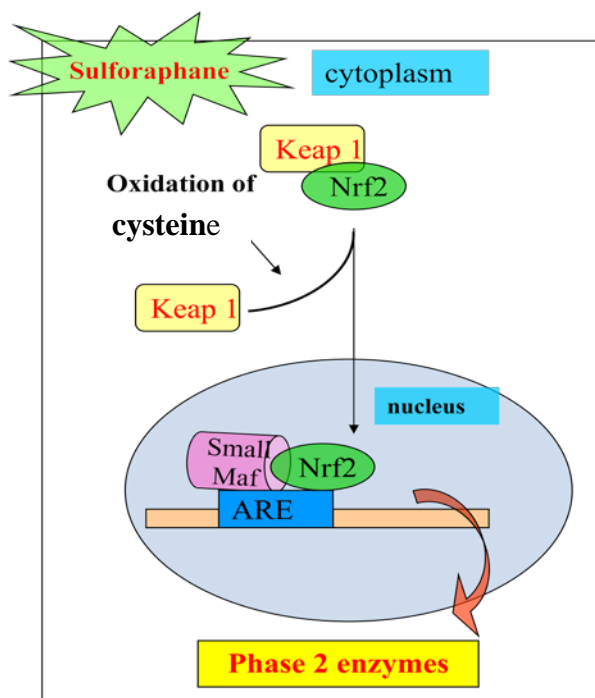 Sulforaphane
cytoplasm
Keap 1
Nrf2
Oxidation of
cysteine
Keap 1
nucleus
Small
Maf
Nrf2
ARE
Phase 2 enzymes